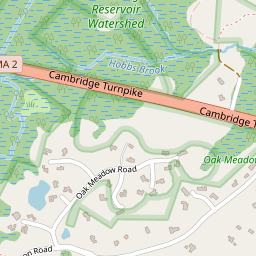 Reservoir
Watershed
Hobbs Brook
MA 2
Cambridge Turnpike
Cambridge T
Oak Meadow
Oak Meadow Road
on Road